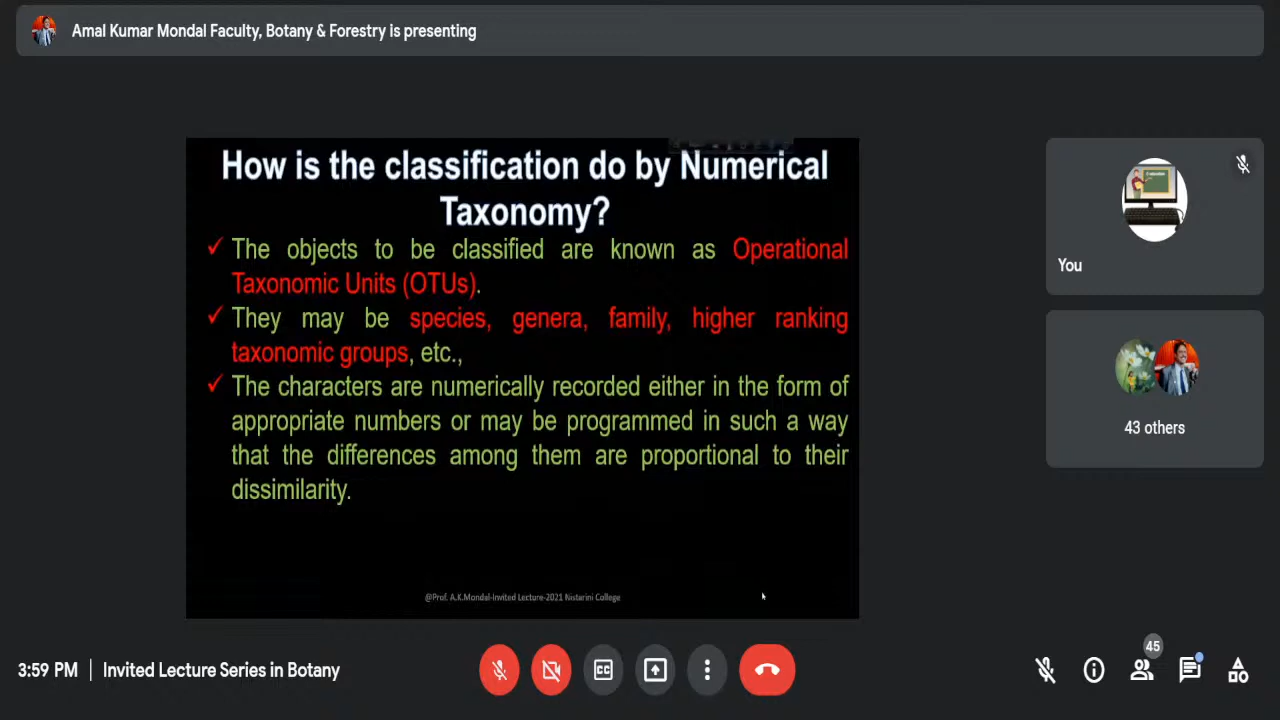 Amal Kumar Mondal Faculty, Botany & Forestry is presenting
How is the classification do by Numerical
Taxonomy?
✓ The objects to be classified are known as Operational
Taxonomic Units (OTUs).
✓ They may be species, genera, family, higher ranking
taxonomic groups, etc.,
✓ The characters are numerically recorded either in the form of
appropriate numbers or may be programmed in such a way
that the differences among them are proportional to their
dissimilarity.
@Prof. A.K.Mondal-Invited Lecture-2021 Nistarini College
You
43 others
3:59 PM | Invited Lecture Series in Botany
CC
45